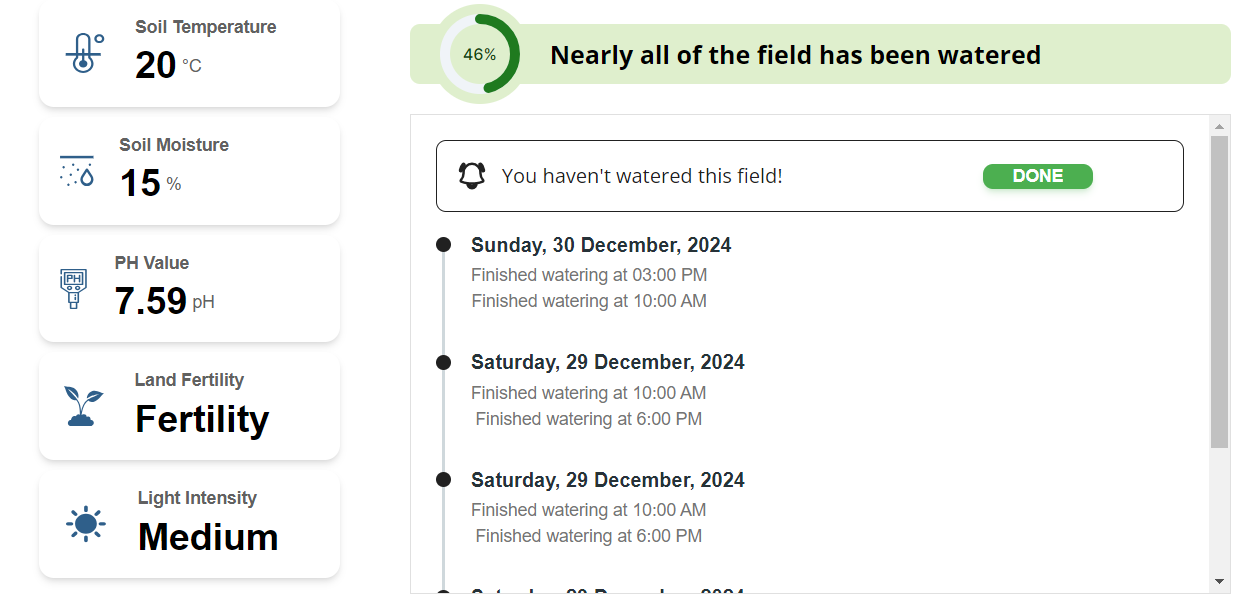 Soil Temperature
20 °C
Soil Moisture
15 %
PH Value
PH
7.59 pH
Land Fertility
Fertility
Light Intensity
Medium
46%
Nearly all of the field has been watered
You haven't watered this field!
DONE
Sunday, 30 December, 2024
Finished watering at 03:00 PM
Finished watering at 10:00 AM
Saturday, 29 December, 2024
Finished watering at 10:00 AM
Finished watering at 6:00 PM
Saturday, 29 December, 2024
Finished watering at 10:00 AM
Finished watering at 6:00 PM